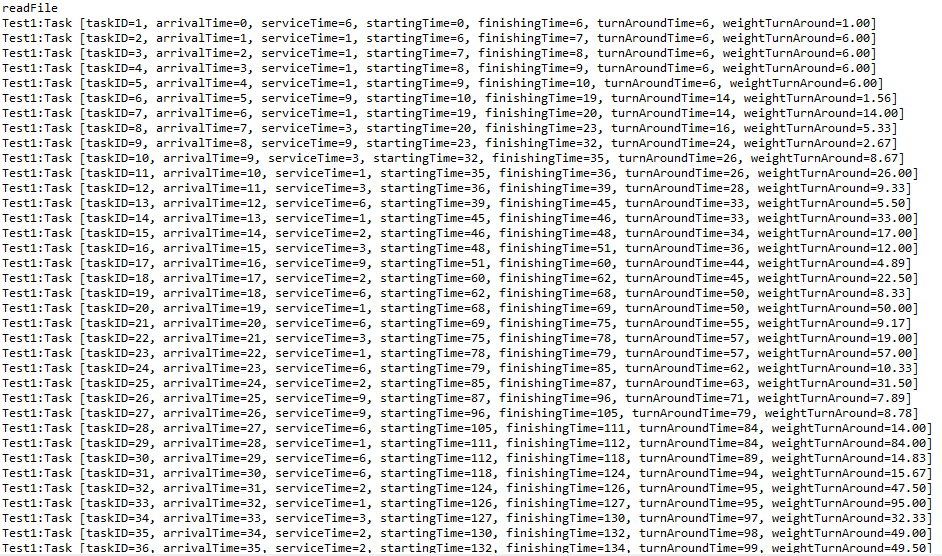 readFile
Test1:Task [taskID=1, arrivalTime=0, serviceTime=6, startingTime=0, finishingTime=6, turnAroundTime=6, weightTurnAround=1.00]
Test1:Task [taskID=2, arrivalTime=1, serviceTime=1, startingTime=6, finishingTime=7, turnAroundTime=6, weightTurnAround=6.00]
Test1:Task [taskID=3, arrivalTime=2, serviceTime=1, startingTime=7, finishingTime=8, turnAroundTime=6, weightTurnAround=6.00]
Test1:Task [taskID=4, arrivalTime=3, serviceTime=1, startingTime=8, finishingTime=9, turnAroundTime=6, weightTurnAround=6.00]
Test1:Task [taskID=5, arrivalTime=4, serviceTime=1, startingTime=9, finishingTime=10, turnAroundTime=6, weightTurnAround=6.00]
Test1:Task [taskID=6, arrivalTime=5, serviceTime=9, startingTime=10, finishingTime=19, turnAroundTime=14, weightTurnAround=1.56]
Test1:Task [taskID=7, arrivalTime=6, serviceTime=1, startingTime=19, finishingTime=20, turnAroundTime=14, weightTurnAround=14.00]
Test1:Task [taskID=8, arrivalTime=7, serviceTime=3, startingTime=20, finishingTime=23, turnAroundTime=16, weightTurnAround=5.33]
Test1:Task [taskID=9, arrivalTime=8, serviceTime=9, startingTime=23, finishingTime=32, turnAroundTime=24, weightTurnAround=2.67]
Test1:Task [taskID=10, arrivalTime=9, serviceTime=3, startingTime=32, finishingTime=35, turnAroundTime=26, weightTurnAround=8.67]
Test1:Task [taskID=11, arrivalTime=10, serviceTime=1, startingTime=35, finishingTime=36, turnAroundTime=26, weightTurnAround=26.00]
Test1:Task [taskID=12, arrivalTime=11, serviceTime=3, startingTime=36, finishingTime=39, turnAroundTime=28, weightTurnAround=9.33]
Test1:Task [taskID=13, arrivalTime=12, serviceTime=6, startingTime=39, finishingTime=45, turnAroundTime=33, weightTurnAround=5.50]
Test1:Task [taskID=14, arrivalTime=13, serviceTime=1, startingTime=45, finishingTime=46, turnAroundTime=33, weightTurnAround=33.00]
Test1:Task [taskID=15, arrivalTime=14, serviceTime=2, startingTime=46, finishingTime=48, turnAroundTime=34, weightTurnAround=17.00]
Test1:Task [taskID=16, arrivalTime=15, serviceTime=3, startingTime=48, finishingTime=51, turnAroundTime=36, weightTurnAround=12.00]
Test1:Task [taskID=17, arrivalTime=16, serviceTime=9, startingTime=51, finishingTime=60, turnAroundTime=44, weightTurnAround=4.89]
Test1:Task [taskID=18, arrivalTime=17, serviceTime=2, startingTime=60, finishingTime=62, turnAroundTime=45, weightTurnAround=22.50]
Test1:Task [taskID=19, arrivalTime=18, serviceTime=6, startingTime=62, finishingTime=68, turnAroundTime=50, weightTurnAround=8.33]
Test1:Task [taskID=20, arrivalTime=19, serviceTime=1, startingTime=68, finishingTime=69, turnAroundTime=50, weightTurnAround=50.00]
Test1:Task [taskID=21, arrivalTime=20, serviceTime=6, startingTime=69, finishingTime=75, turnAroundTime=55, weightTurnAround=9.17]
Test1:Task [taskID=22, arrivalTime=21, serviceTime=3, startingTime=75, finishingTime=78, turnAroundTime=57, weightTurnAround=19.00]
Test1:Task [taskID=23, arrivalTime=22, serviceTime=1, startingTime=78, finishingTime=79, turnAroundTime=57, weightTurnAround=57.00]
Test1:Task [taskID=24, arrivalTime=23, serviceTime=6, startingTime=79, finishingTime=85, turnAroundTime=62, weightTurnAround=10.33]
Test1:Task [taskID=25, arrivalTime=24, serviceTime=2, startingTime=85, finishingTime=87, turnAroundTime=63, weightTurnAround=31.50]
Test1:Task [taskID=26, arrivalTime=25, serviceTime=9, startingTime=87, finishingTime=96, turnAroundTime=71, weightTurnAround=7.89]
Test1:Task [taskID=27, arrivalTime=26, serviceTime=9, startingTime=96, finishingTime=105, turnAroundTime=79, weightTurnAround=8.78]
Test1:Task [taskID=28, arrivalTime=27, serviceTime=6, startingTime=105, finishingTime=111, turnAroundTime=84, weightTurnAround=14.00]
Test1:Task [taskID=29, arrivalTime=28, serviceTime=1, startingTime=111, finishingTime=112, turnAroundTime=84, weightTurnAround=84.00]
Test1:Task [taskID=30, arrivalTime=29, serviceTime=6, startingTime=112, finishingTime=118, turnAroundTime=89, weightTurnAround=14.83]
Test1:Task [taskID=31, arrivalTime=30, serviceTime=6, startingTime=118, finishingTime=124, turnAroundTime=94, weightTurnAround=15.67]
Test1:Task [taskID=32, arrivalTime=31, serviceTime=2, startingTime=124, finishingTime=126, turnAroundTime=95, weightTurnAround=47.50]
Test1:Task [taskID=33, arrivalTime=32, serviceTime=1, startingTime=126, finishingTime=127, turnAroundTime=95, weightTurnAround=95.00]
Test1:Task [taskID=34, arrivalTime=33, serviceTime=3, startingTime=127, finishingTime=130, turnAroundTime=97, weightTurnAround=32.33]
Test1:Task [taskID=35, arrivalTime=34, serviceTime=2, startingTime=130, finishingTime=132, turnAroundTime=98, weightTurnAround=49.00]
Test1:Task [taskID=36, arrivalTime=35, serviceTime=2, startingTime=132, finishingTime=134, turnAroundTime=99, weightTurnAround=49.50]